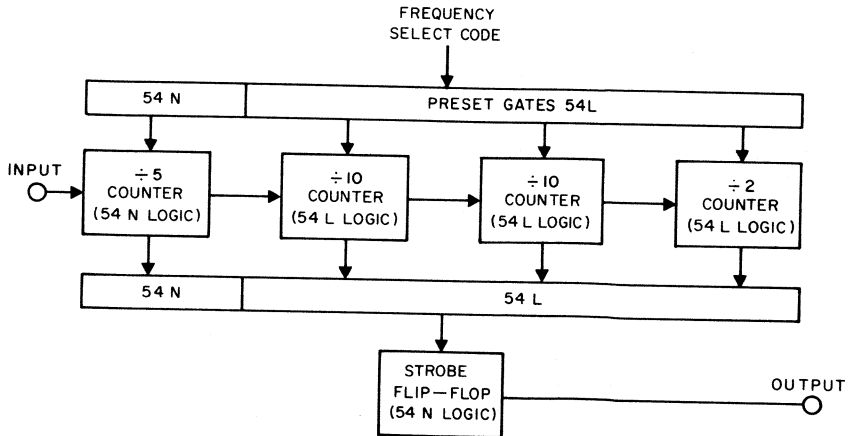 FREQUENCY
SELECT CODE
54 N
PRESET GATES 54L
INPUT
÷5
COUNTER
(54 N LOGIC)
÷10
COUNTER
(54 L LOGIC)
÷10
COUNTER
(54 L LOGIC)
÷2
COUNTER
(54 L LOGIC)
54 N
54 L
STROBE
FLIP-FLOP
(54 N LOGIC)
OUTPUT